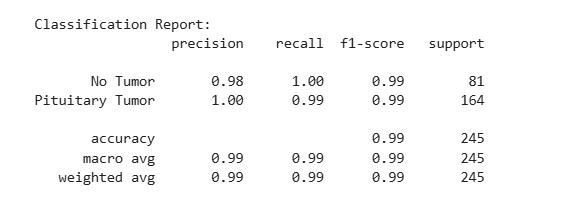 Classification Report:
precision recall f1-score support
No Tumor 0.98 1.00 0.99 81
Pituitary Tumor 1.00 0.99 0.99 164
accuracy 0.99 245
macro avg 0.99 0.99 0.99 245
weighted avg 0.99 0.99 0.99 245